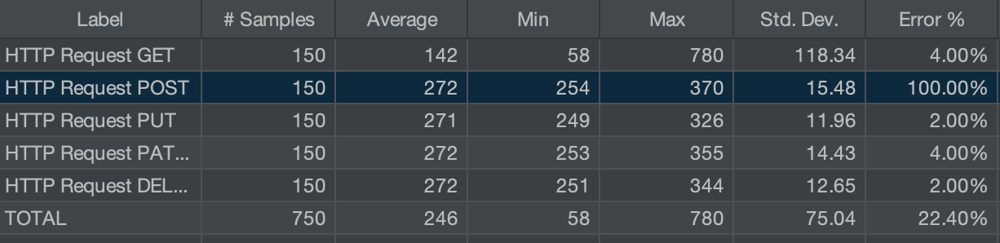 Label # Samples Average Min Max Std. Dev. Error %
HTTP Request GET 150 142 58 780 118.34 4.00%
HTTP Request POST 150 272 254 370 15.48 100.00%
HTTP Request PUT 150 271 249 326 11.96 2.00%
HTTP Request PAT... 150 272 253 355 14.43 4.00%
HTTP Request DEL... 150 272 251 344 12.65 2.00%
TOTAL 750 246 58 780 75.04 22.40%